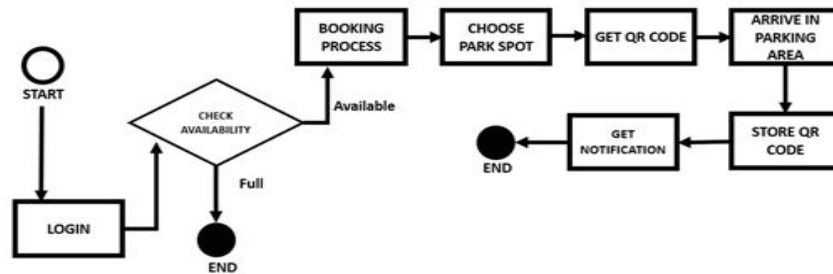 START
LOGIN
CHECK
AVAILABILITY
Available
Full
END
BOOKING
PROCESS
CHOOSE
PARK SPOT
GET QR CODE
ARRIVE IN
PARKING
AREA
STORE QR
CODE
GET
NOTIFICATION
END